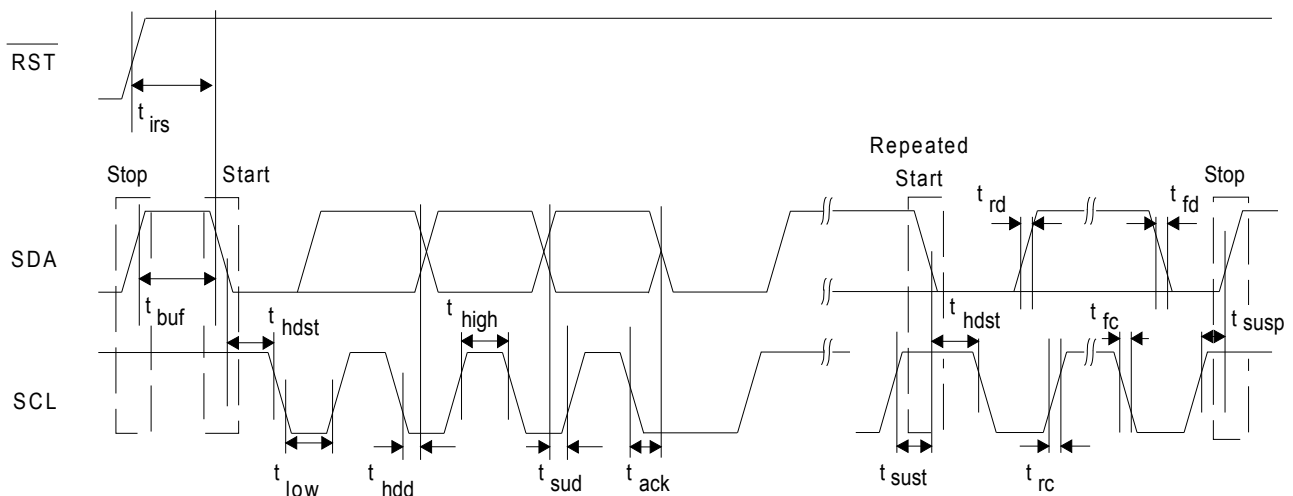 RST
t irs
Repeated
Stop Start Start Stop
t rd t fd
SDA
t buf t hdst t high t hdst t fc t susp
SCL
t low t hdd t sud t ack t sust t rc